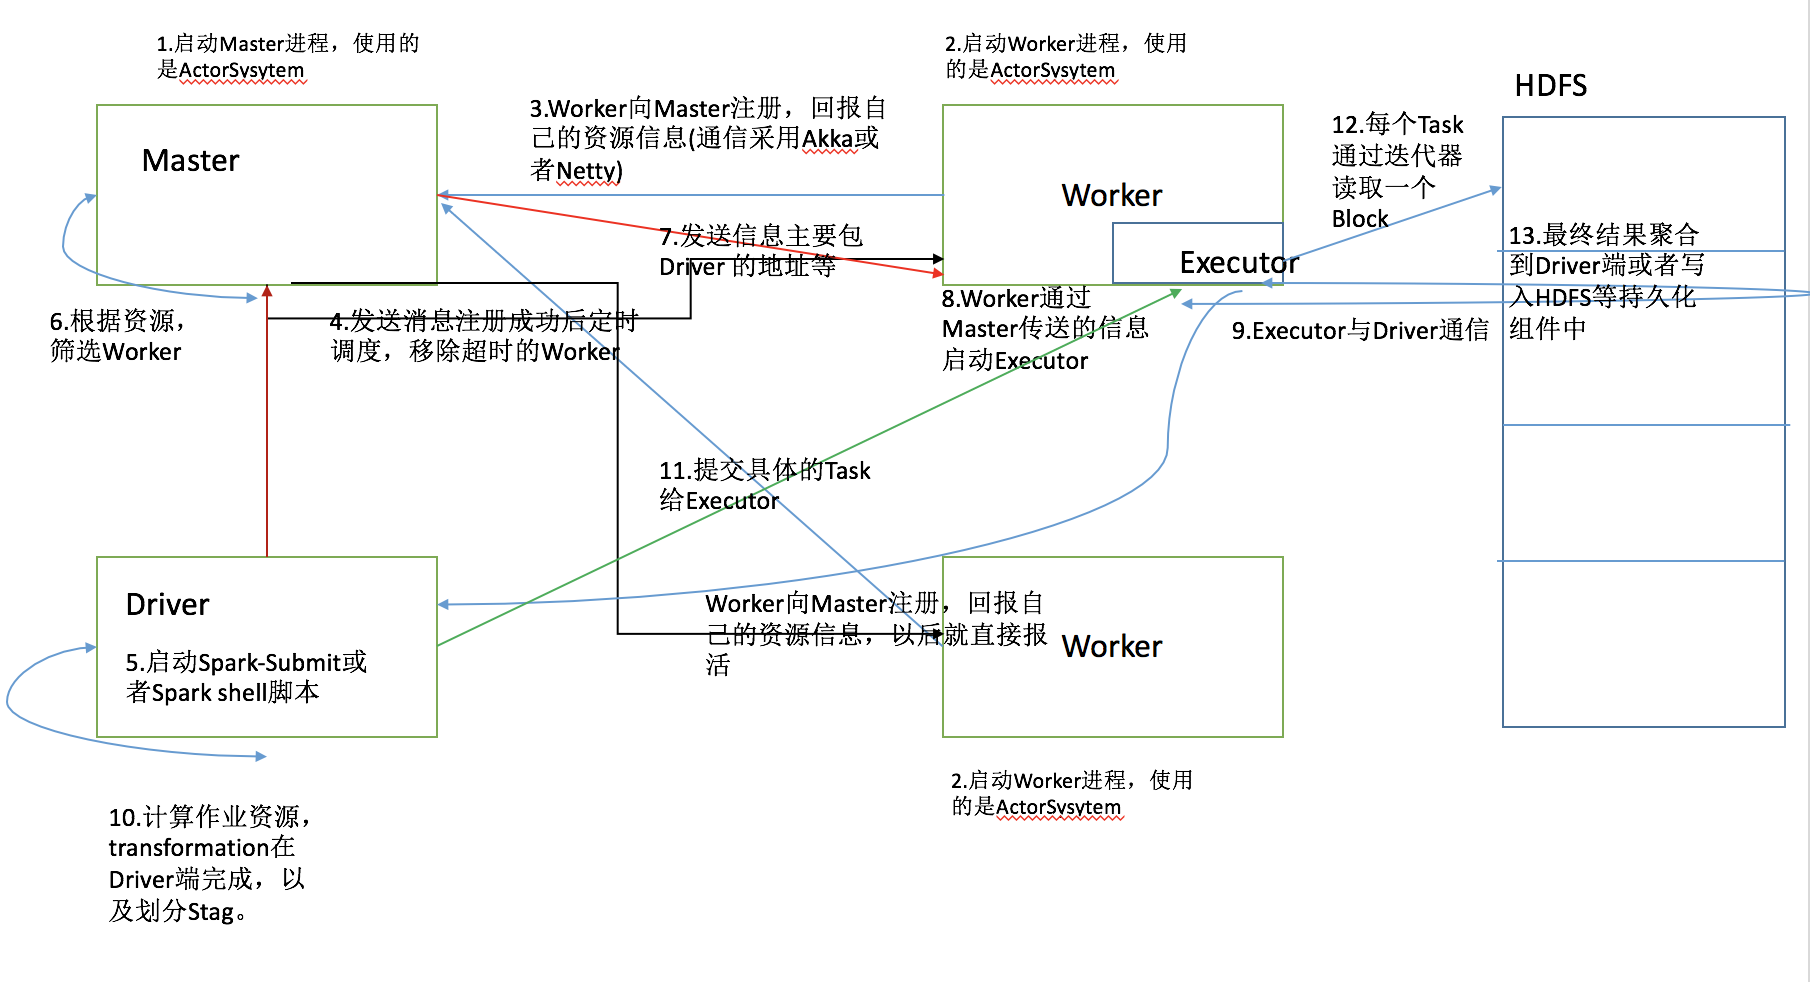 1.启动Master进程，使用的
是ActorSvsytem
2.启动Worker进程，使用
的是ActorSvsytem
HDFS
3.Worker向Master注册，回报自
己的资源信息(通信采用Akka或
者Netty)
12.每个Task
通过迭代器
读取一个
Block
Master
Worker
Executor
7.发送信息主要包
Driver 的地址等
13.最终结果聚合
到Driver端或者写
入HDFS等持久化
组件中
6.根据资源，
筛选Worker
4.发送消息注册成功后定时
调度，移除超时的Worker
8.Worker通过
Master传送的信息
启动Executor
9.Executor与Driver通信
11.提交具体的Task
给Executor
Driver
5.启动Spark-Submit或
者Spark shell脚本
Worker向Master注册，回报自
己的资源信息，以后就直接报
活
Worker
2.启动Worker进程，使用
的是ActorSvsytem
10.计算作业资源，
transformation在
Driver端完成，以
及划分Stag。